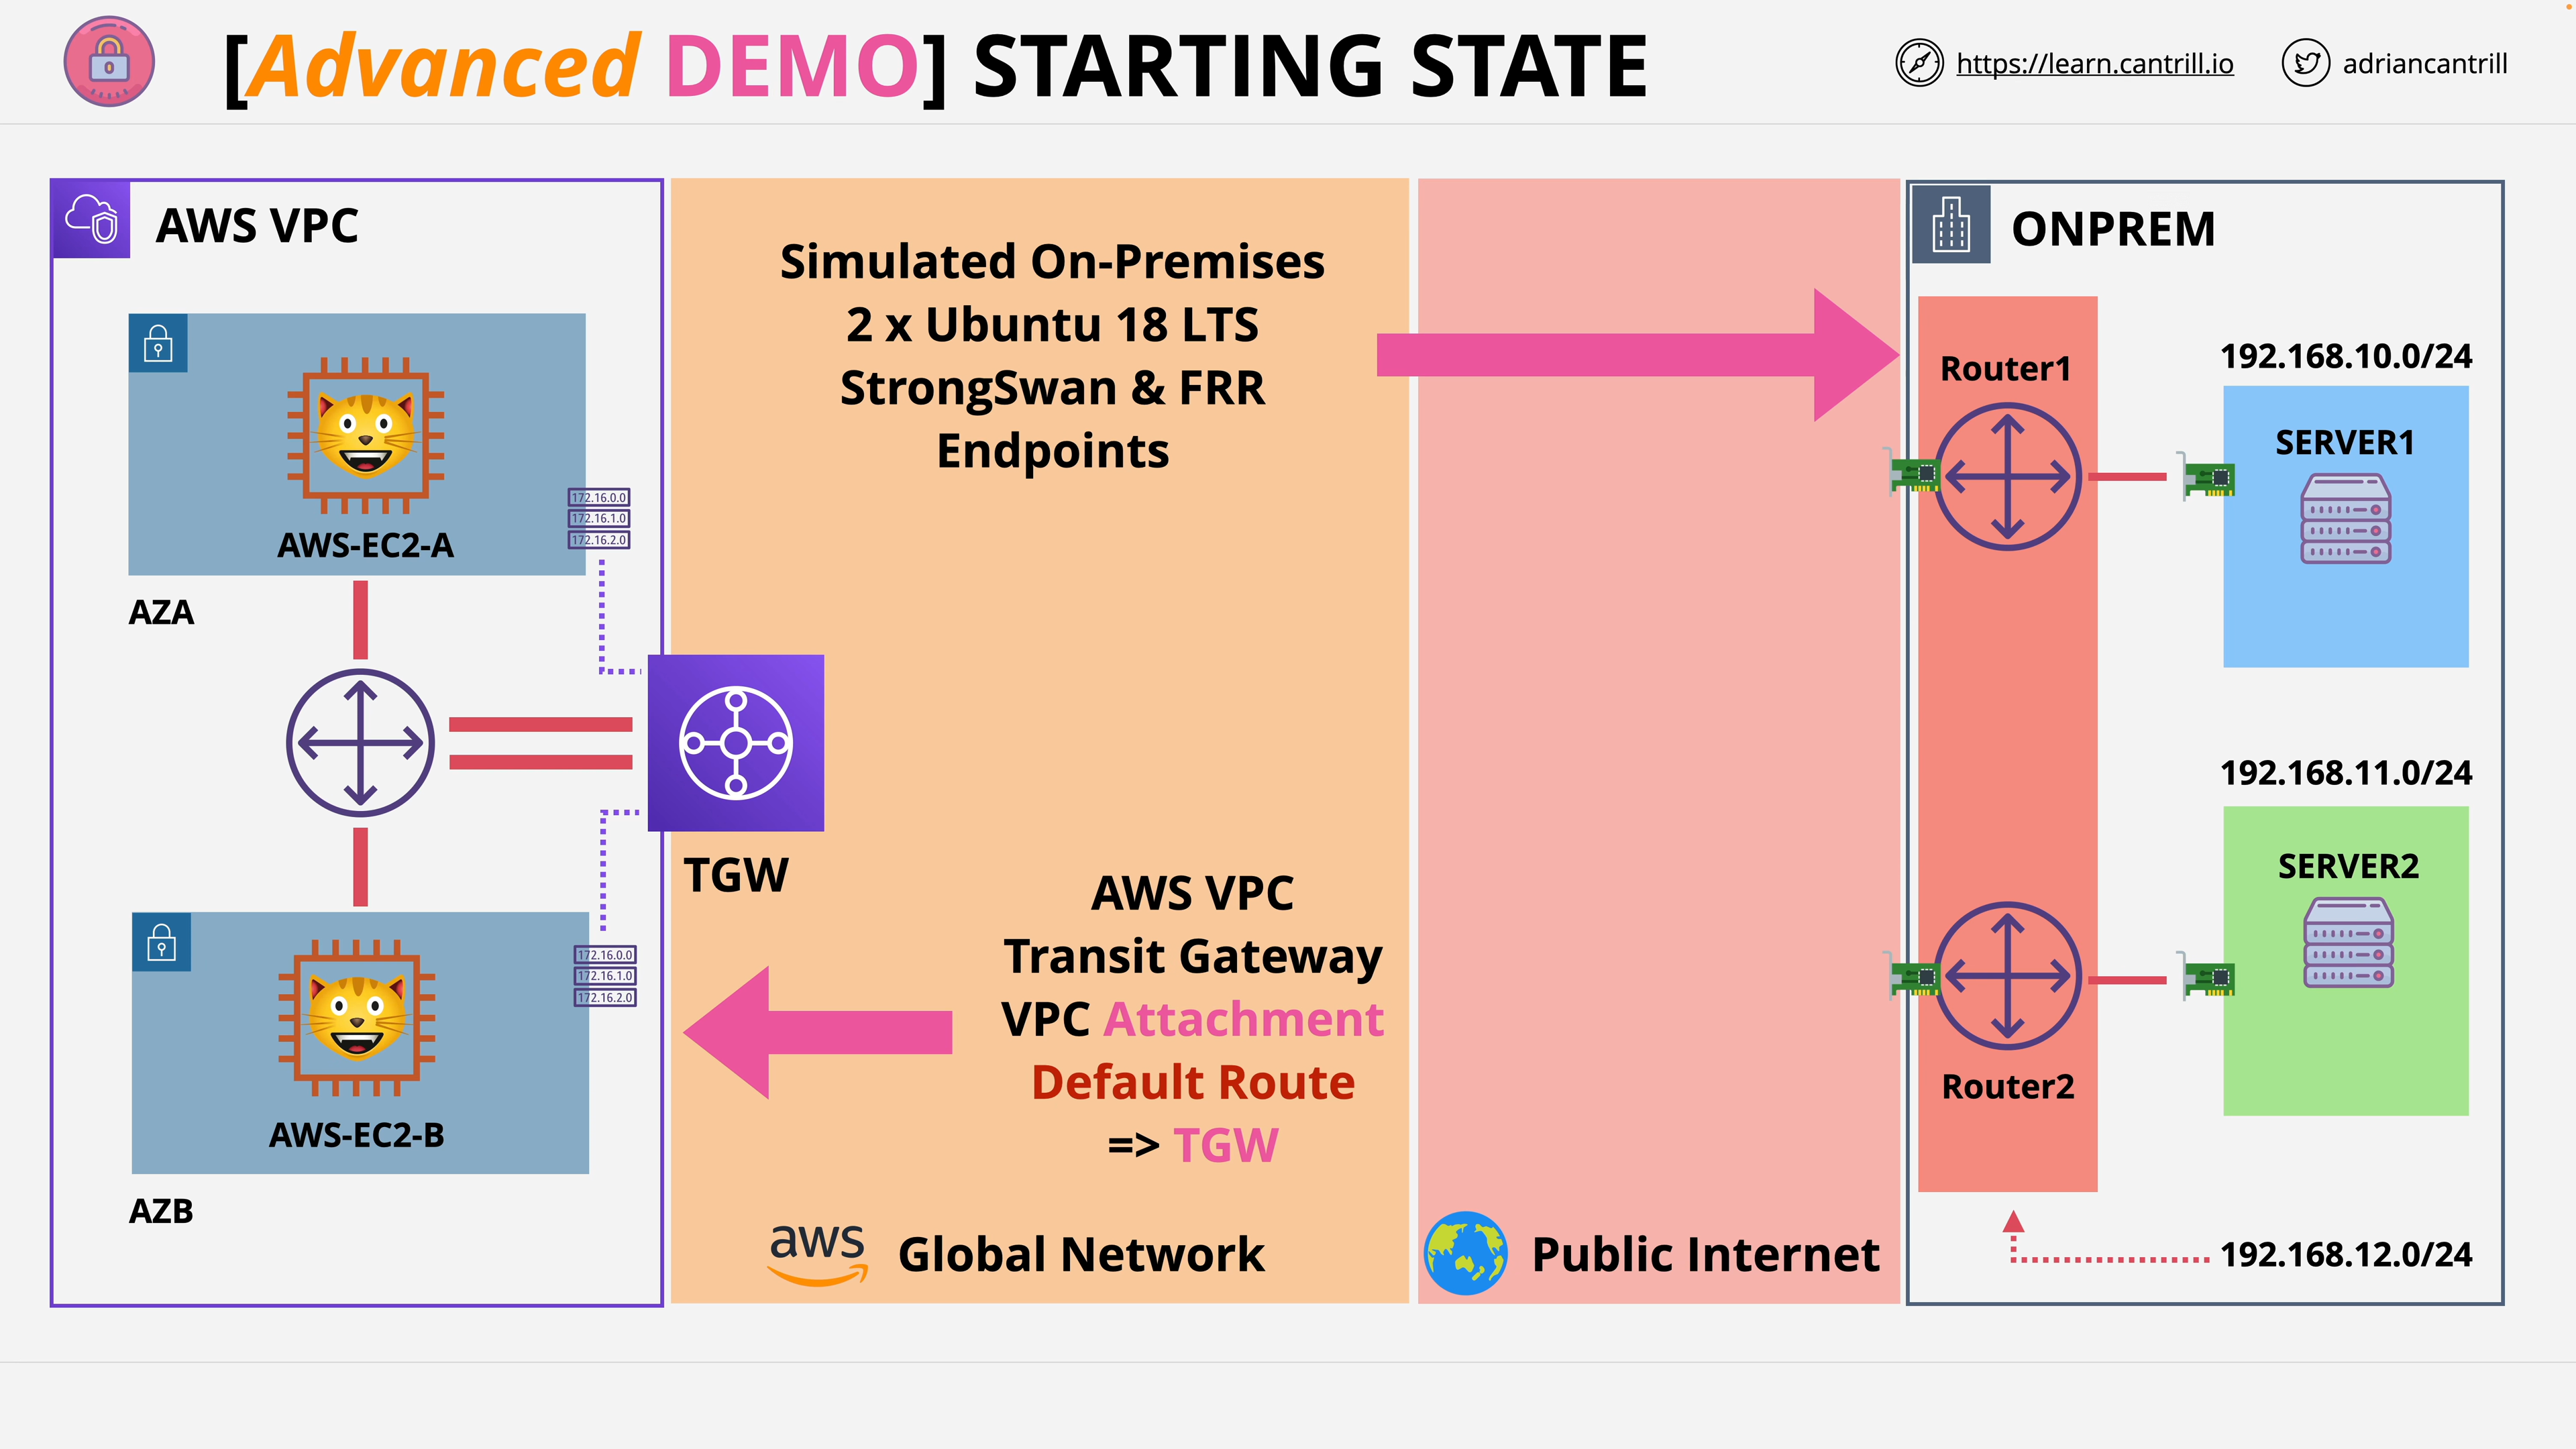 [Advanced DEMO] STARTING STATE
https://learn.cantrill.io
adriancantrill
AWS VPC
AWS-EC2-A
172.16.0.0
172.16.1.0
172.16.2.0
AZA
AWS-EC2-B
172.16.0.0
172.16.1.0
172.16.2.0
AZB
Simulated On-Premises
2 x Ubuntu 18 LTS
StrongSwan & FRR
Endpoints
TGW
AWS VPC
Transit Gateway
VPC Attachment
Default Route
=> TGW
aws
Global Network
Public Internet
ONPREM
Router1
192.168.10.0/24
SERVER1
192.168.11.0/24
SERVER2
Router2
192.168.12.0/24